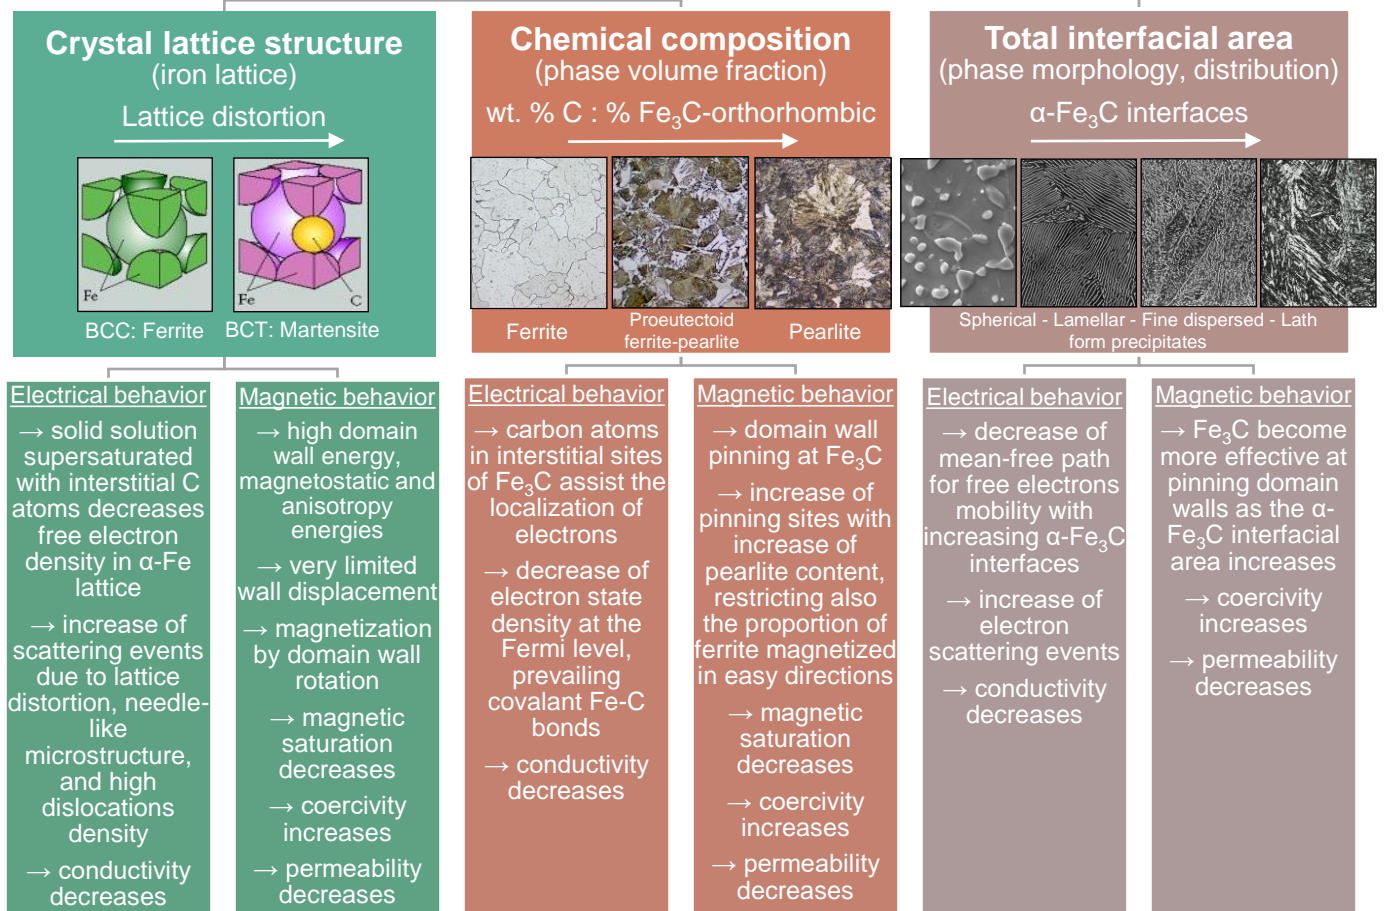 Crystal lattice structure
(iron lattice)
Lattice distortion
Fe
Fe
C
BCC: Ferrite
BCT: Martensite
Electrical behavior
→ solid solution
supersaturated
with interstitial C
atoms decreases
free electron
density in α-Fe
lattice
→ increase of
scattering events
due to lattice
distortion, needle-
like
microstructure,
and high
dislocations
density
→ conductivity
decreases
Magnetic behavior
→ high domain
wall energy,
magnetostatic and
anisotropy
energies
→ very limited
wall displacement
→ magnetization
by domain wall
rotation
→ magnetic
saturation
decreases
→ coercivity
increases
→ permeability
decreases
Chemical composition
(phase volume fraction)
wt. % C : % Fe₃C-orthorhombic
Ferrite
Proeutectoid
ferrite-pearlite
Pearlite
Electrical behavior
→ carbon atoms
in interstitial sites
of Fe₃C assist the
localization of
electrons
→ decrease of
electron state
density at the
Fermi level,
prevailing
covalant Fe-C
bonds
→ conductivity
decreases
Magnetic behavior
→ domain wall
pinning at Fe₃C
→ increase of
pinning sites with
increase of
pearlite content,
restricting also
the proportion of
ferrite magnetized
in easy directions
→ magnetic
saturation
decreases
→ coercivity
increases
→ permeability
decreases
Total interfacial area
(phase morphology, distribution)
α-Fe₃C interfaces
Spherical - Lamellar - Fine dispersed - Lath
form precipitates
Electrical behavior
→ decrease of
mean-free path
for free electrons
mobility with
increasing α-Fe₃C
interfaces
→ increase of
electron
scattering events
→ conductivity
decreases
Magnetic behavior
→ Fe₃C become
more effective at
pinning domain
walls as the α-
Fe₃C interfacial
area increases
→ coercivity
increases
→ permeability
decreases